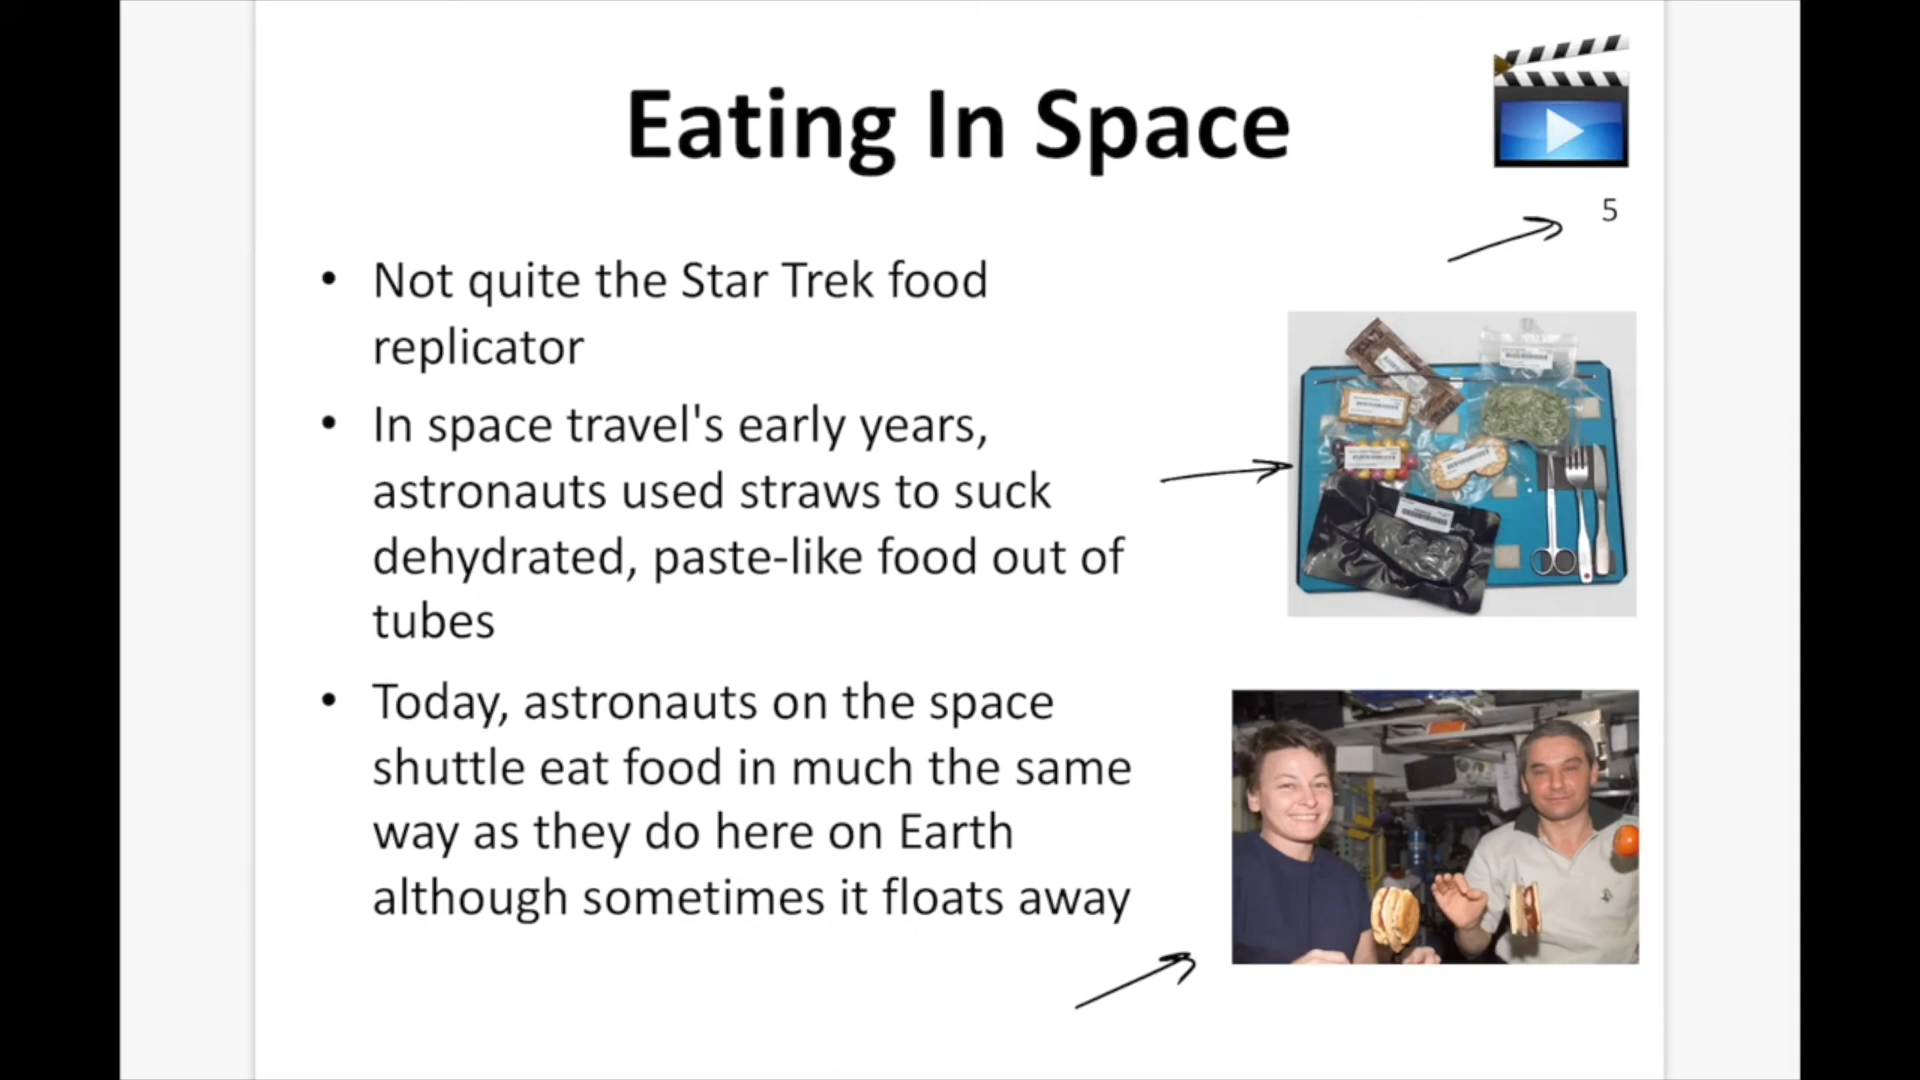 Eating In Space
5
• Not quite the Star Trek food
replicator
• In space travel's early years,
astronauts used straws to suck
dehydrated, paste-like food out of
tubes
• Today, astronauts on the space
shuttle eat food in much the same
way as they do here on Earth
although sometimes it floats away